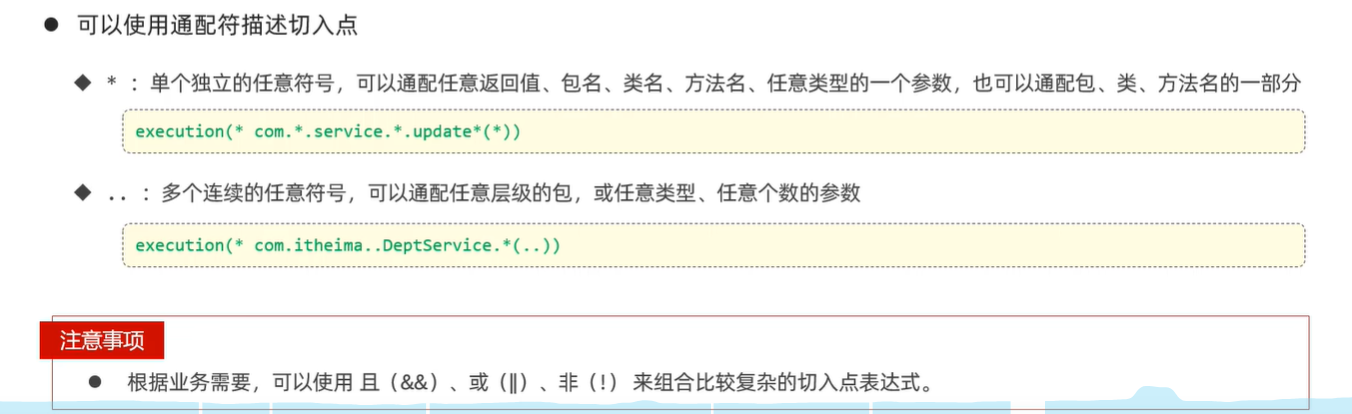 ● 可以使用通配符描述切入点
◆ * ：单个独立的任意符号，可以通配任意返回值、包名、类名、方法名、任意类型的一个参数，也可以通配包、类、方法名的一部分
execution(* com.*.service.*.update*(*))
◆ .. ：多个连续的任意符号，可以通配任意层级的包，或任意类型、任意个数的参数
execution(* com.itheima..DeptService.*(..))
注意事项
● 根据业务需要，可以使用 且（&&）、或（||）、非（!） 来组合比较复杂的切入点表达式。